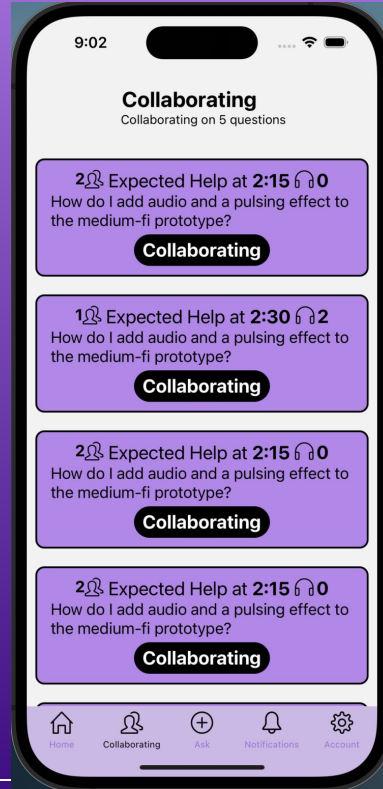 9:02
Collaborating
Collaborating on 5 questions
2 Expected Help at 2:15 0
How do I add audio and a pulsing effect to
the medium-fi prototype?
Collaborating
1 Expected Help at 2:30 2
How do I add audio and a pulsing effect to
the medium-fi prototype?
Collaborating
2 Expected Help at 2:15 0
How do I add audio and a pulsing effect to
the medium-fi prototype?
Collaborating
2 Expected Help at 2:15 0
How do I add audio and a pulsing effect to
the medium-fi prototype?
Collaborating
Home Collaborating Ask Notifications Account